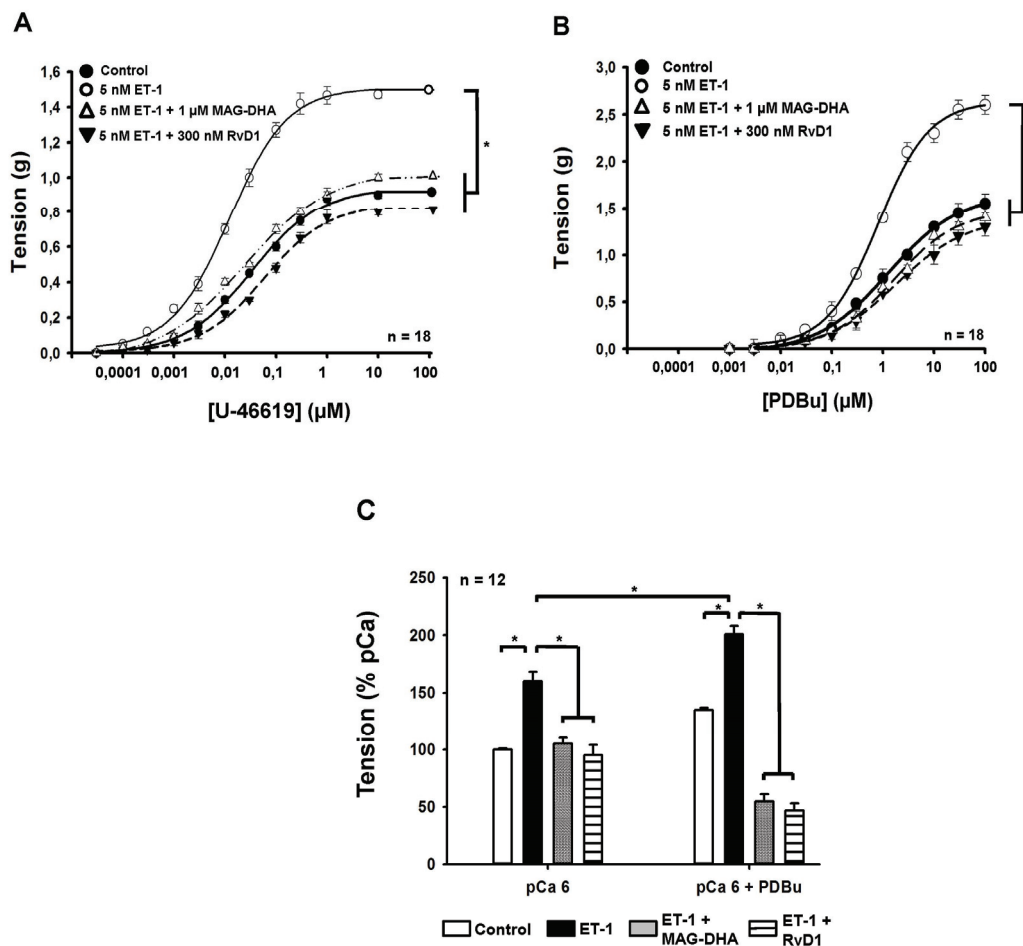 A
Control
5 nM ET-1
5 nM ET-1 + 1 µM MAG-DHA
5 nM ET-1 + 300 nM RvD1
1,6
1,4
1,2
1,0
0,8
0,6
0,4
0,2
0,0
Tension (g)
*
n = 18
0,0001 0,001 0,01 0,1 1 10 100
[U-46619] (µM)
B
Control
5 nM ET-1
5 nM ET-1 + 1 µM MAG-DHA
5 nM ET-1 + 300 nM RvD1
3,0
2,5
2,0
1,5
1,0
0,5
0,0
Tension (g)
n = 18
0,0001 0,001 0,01 0,1 1 10 100
[PDBu] (µM)
C
n = 12
250
200
150
100
50
0
Tension (% pCa)
*
* *
* *
pCa 6 pCa 6 + PDBu
Control ET-1 ET-1 + MAG-DHA ET-1 + RvD1